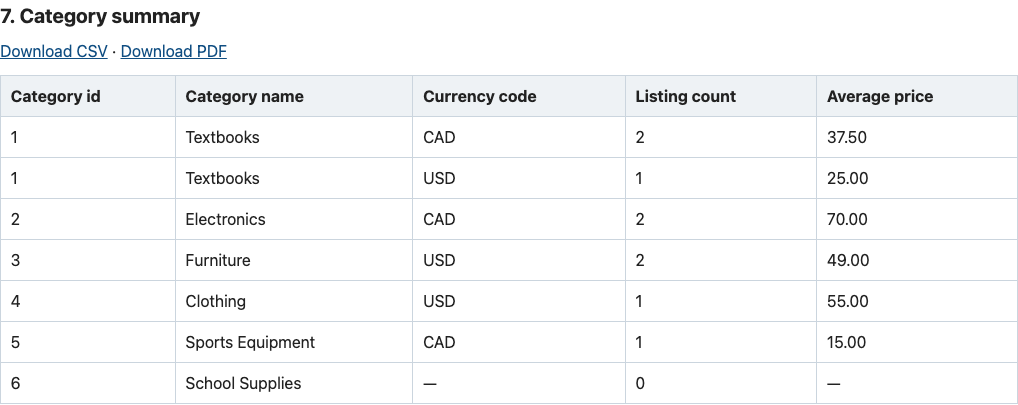 7. Category summary
Download CSV · Download PDF
Category id Category name Currency code Listing count Average price
1 Textbooks CAD 2 37.50
1 Textbooks USD 1 25.00
2 Electronics CAD 2 70.00
3 Furniture USD 2 49.00
4 Clothing USD 1 55.00
5 Sports Equipment CAD 1 15.00
6 School Supplies — 0 —